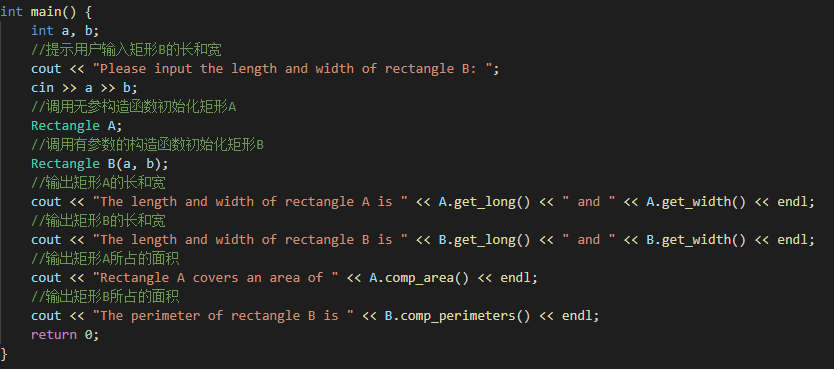 int main() {
    int a, b;
    //提示用户输入矩形B的长和宽
    cout << "Please input the length and width of rectangle B: ";
    cin >> a >> b;
    //调用无参构造函数初始化矩形A
    Rectangle A;
    //调用有参数的构造函数初始化矩形B
    Rectangle B(a, b);
    //输出矩形A的长和宽
    cout << "The length and width of rectangle A is " << A.get_long() << " and " << A.get_width() << endl;
    //输出矩形B的长和宽
    cout << "The length and width of rectangle B is " << B.get_long() << " and " << B.get_width() << endl;
    //输出矩形A所占的面积
    cout << "Rectangle A covers an area of " << A.comp_area() << endl;
    //输出矩形B所占的面积
    cout << "The perimeter of rectangle B is " << B.comp_perimeters() << endl;
    return 0;
}